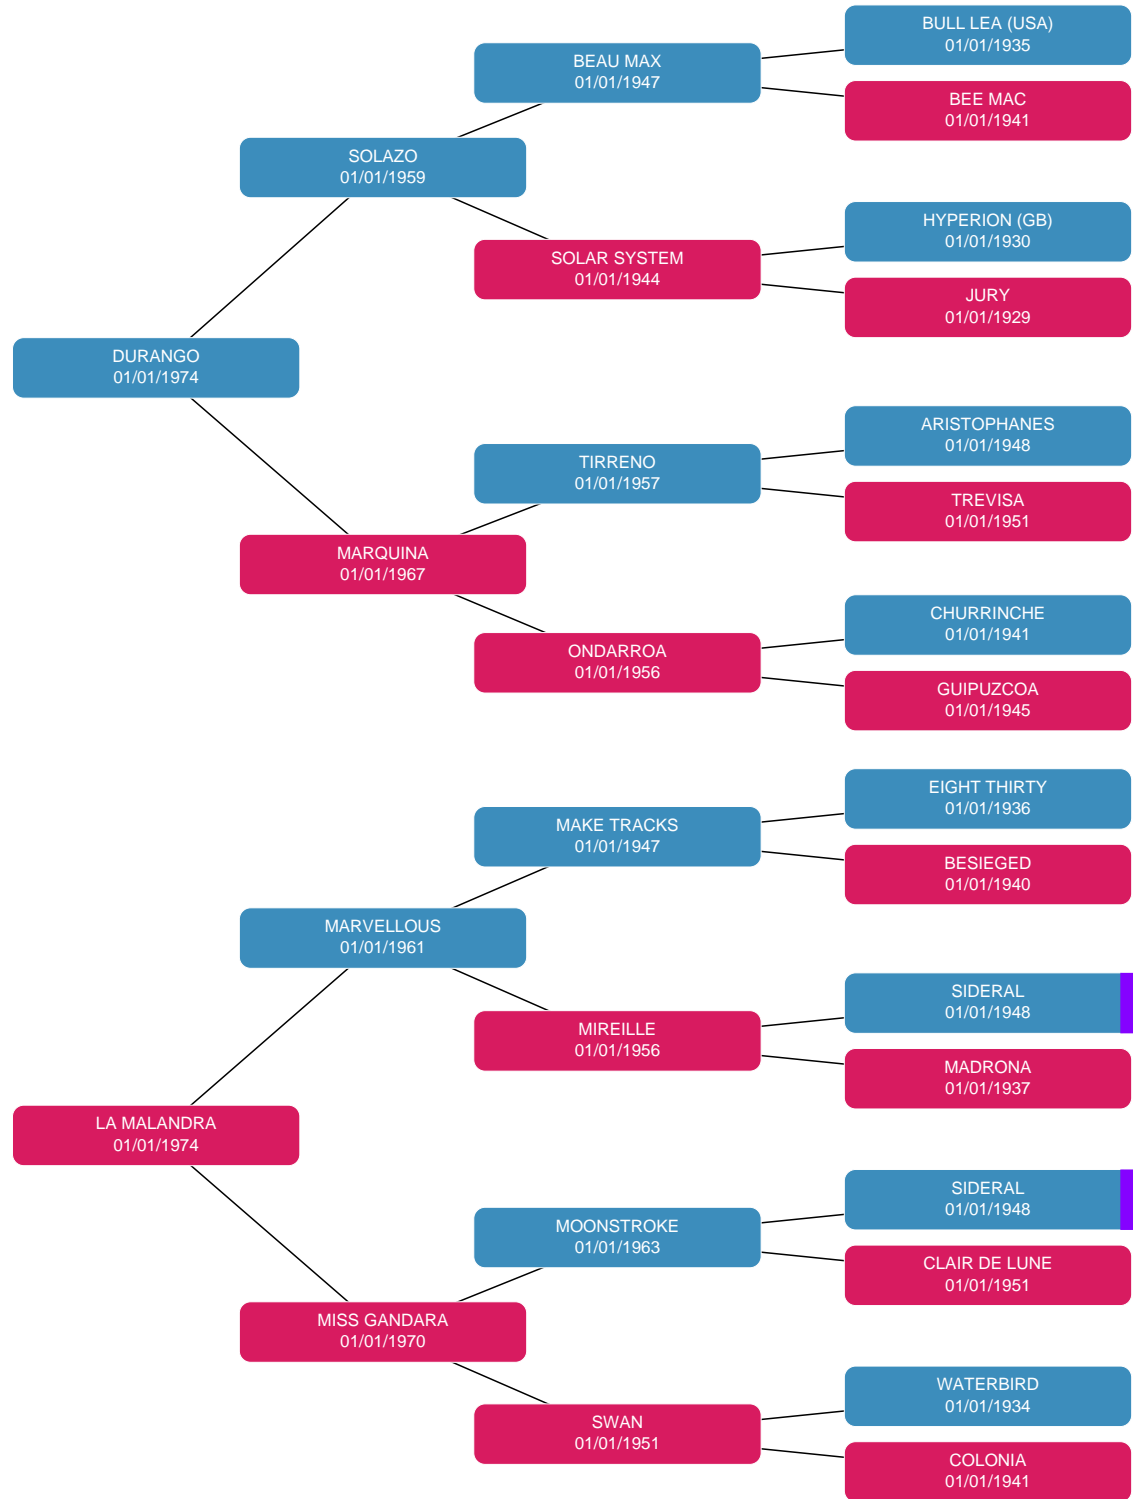 BULL LEA (USA)
01/01/1935
BEAU MAX
01/01/1947
BEE MAC
01/01/1941
SOLAZO
01/01/1959
HYPERION (GB)
01/01/1930
SOLAR SYSTEM
01/01/1944
JURY
01/01/1929
DURANGO
01/01/1974
ARISTOPHANES
01/01/1948
TIRRENO
01/01/1957
TREVISA
01/01/1951
MARQUINA
01/01/1967
CHURRINCHE
01/01/1941
ONDARROA
01/01/1956
GUIPUZCOA
01/01/1945
EIGHT THIRTY
01/01/1936
MAKE TRACKS
01/01/1947
BESIEGED
01/01/1940
MARVELLOUS
01/01/1961
SIDERAL
01/01/1948
MIREILLE
01/01/1956
MADRONA
01/01/1937
LA MALANDRA
01/01/1974
SIDERAL
01/01/1948
MOONSTROKE
01/01/1963
CLAIR DE LUNE
01/01/1951
MISS GANDARA
01/01/1970
WATERBIRD
01/01/1934
SWAN
01/01/1951
COLONIA
01/01/1941